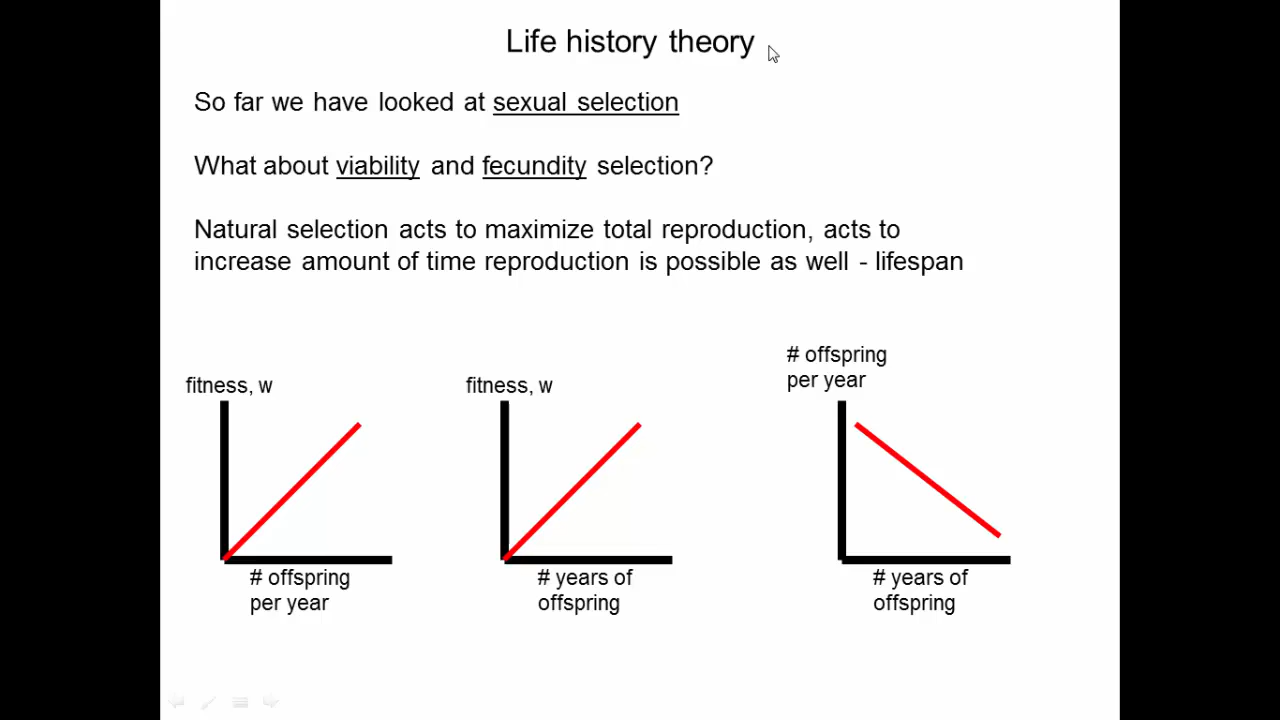 Life history theory
So far we have looked at sexual selection
What about viability and fecundity selection?
Natural selection acts to maximize total reproduction, acts to
increase amount of time reproduction is possible as well - lifespan
fitness, w
# offspring
per year
fitness, w
# years of
offspring
# offspring
per year
# years of
offspring